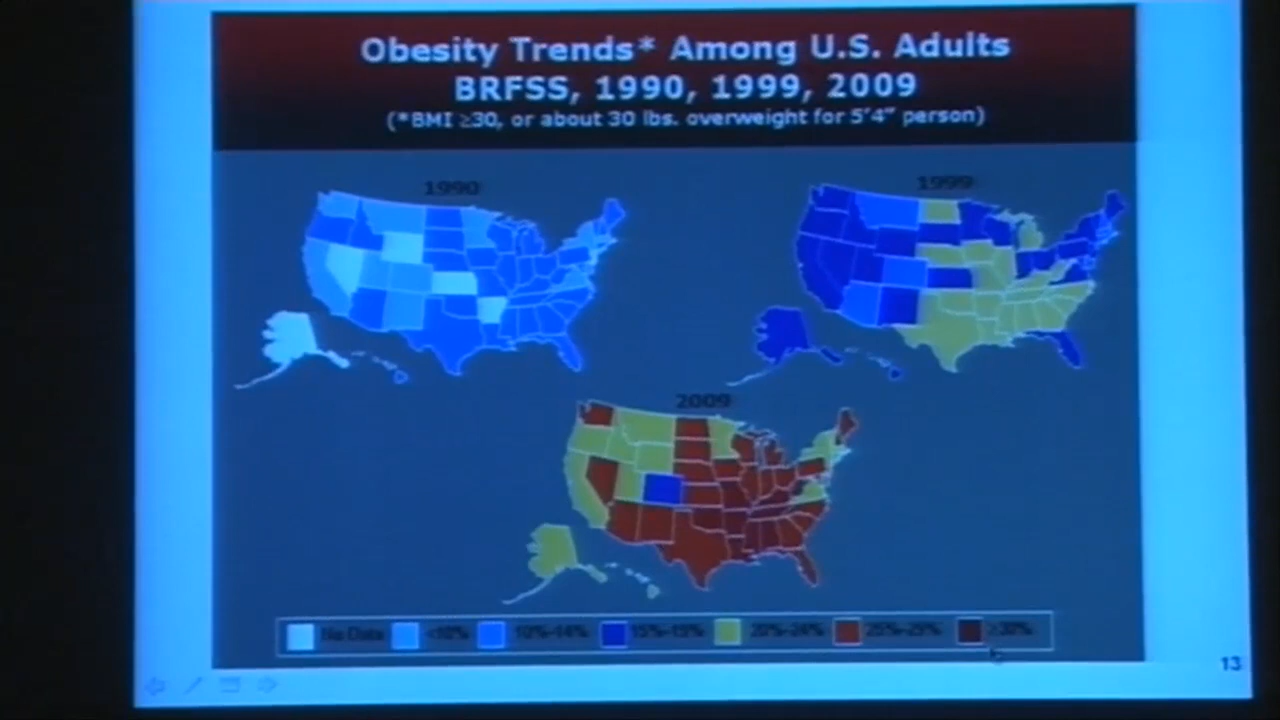 Obesity Trends* Among U.S. Adults
BRFSS, 1990, 1999, 2009
(*BMI ≥30, or about 30 lbs. overweight for 5'4" person)
1990
1999
2009
No Data <10% 10%-14% 15%-19% 20%-24% 25%-29% ≥30%
13